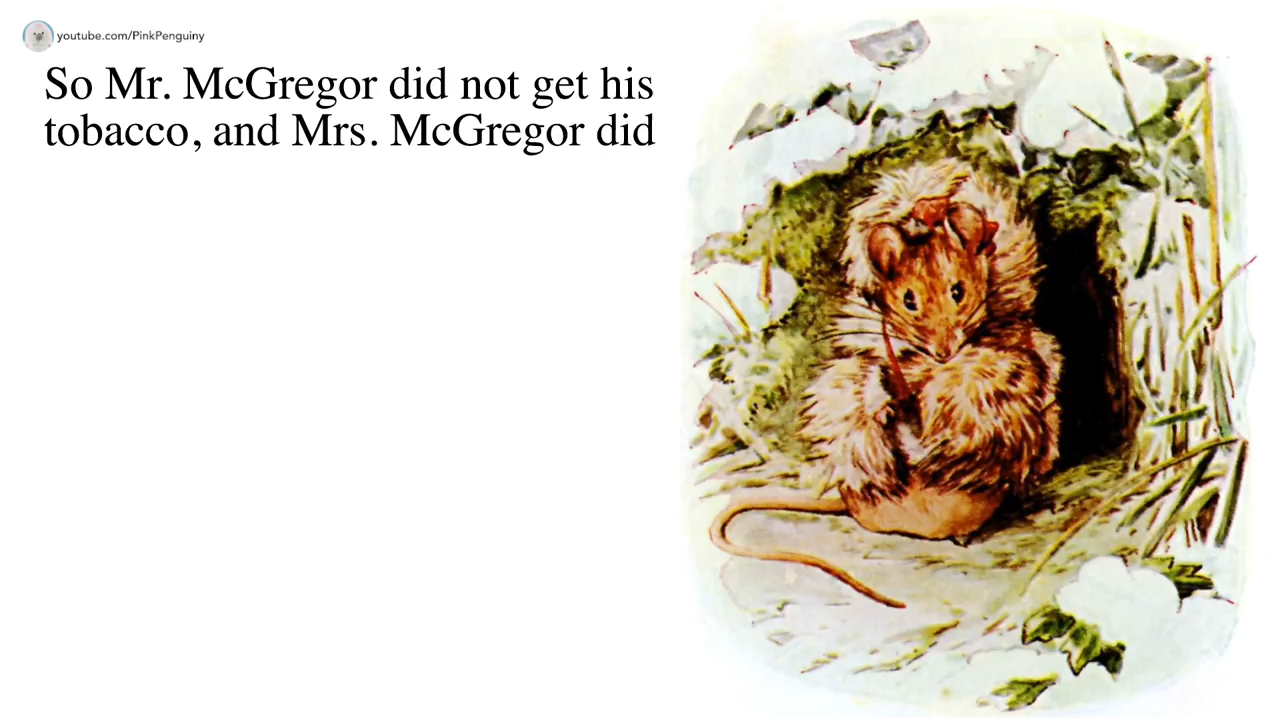 youtube.com/PinkPenguiny
So Mr. McGregor did not get his
tobacco, and Mrs. McGregor did